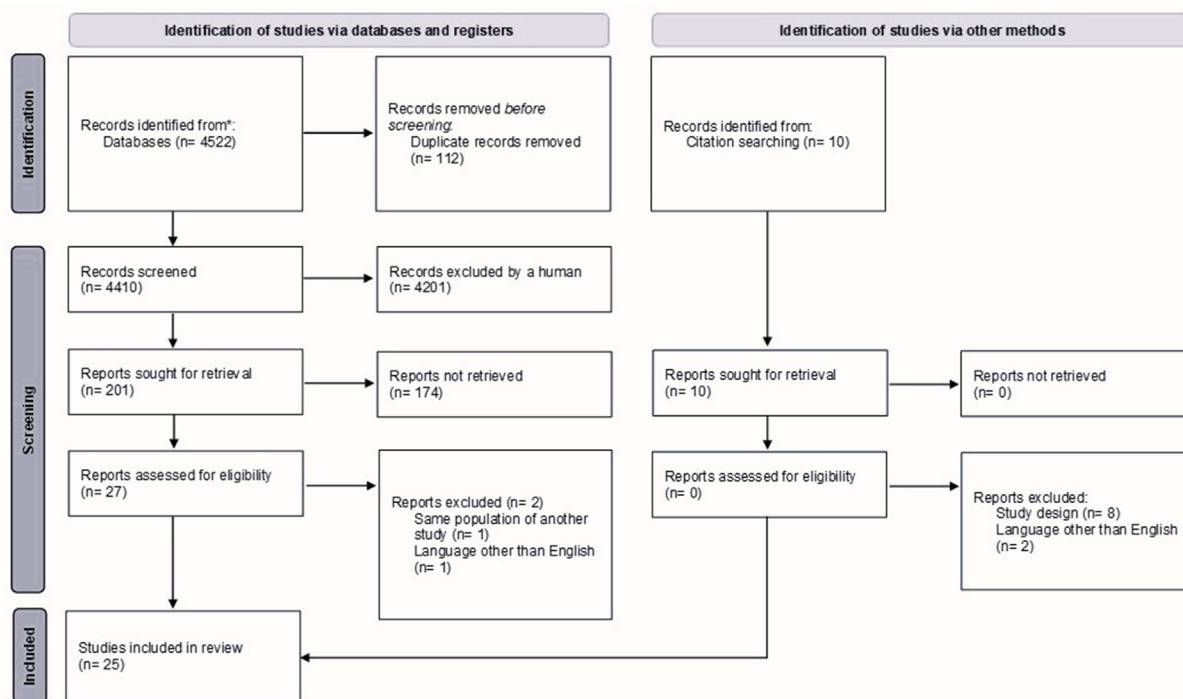 Identification of studies via databases and registers
Identification of studies via other methods
Identification
Records identified from*:
Databases (n= 4522)
Records removed before
screening:
Duplicate records removed
(n= 112)
Records identified from:
Citation searching (n= 10)
Screening
Records screened
(n= 4410)
Records excluded by a human
(n= 4201)
Reports sought for retrieval
(n= 201)
Reports not retrieved
(n= 174)
Reports sought for retrieval
(n= 10)
Reports not retrieved
(n= 0)
Reports assessed for eligibility
(n= 27)
Reports excluded (n= 2)
Same population of another
study (n= 1)
Language other than English
(n= 1)
Reports assessed for eligibility
(n= 0)
Reports excluded:
Study design (n= 8)
Language other than English
(n= 2)
Included
Studies included in review
(n= 25)